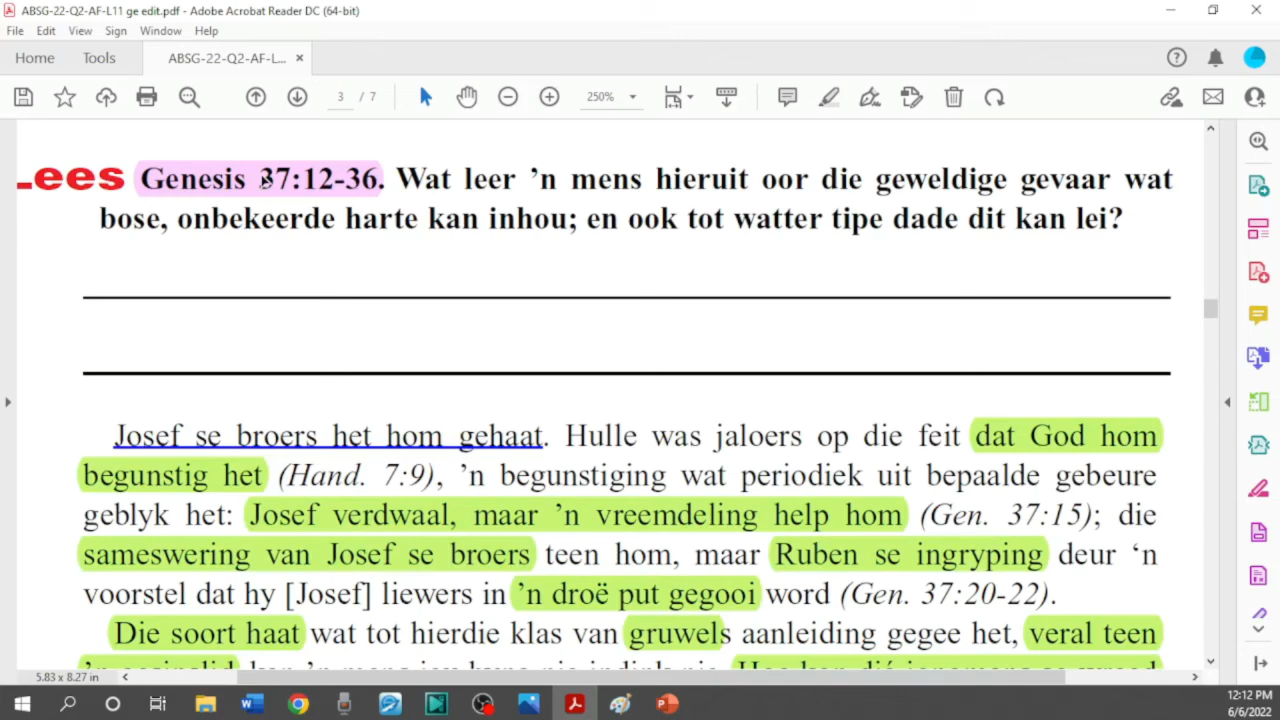 ABSG-22-Q2-AF-L11 ge edit.pdf - Adobe Acrobat Reader DC (64-bit)
File Edit View Sign Window Help
Home Tools ABSG-22-Q2-AF-L... ×
3 / 7 250%
Lees Genesis 37:12-36. Wat leer ’n mens hieruit oor die geweldige gevaar wat
bose, onbekeerde harte kan inhou; en ook tot watter tipe dade dit kan lei?
Josef se broers het hom gehaat. Hulle was jaloers op die feit dat God hom
begunstig het (Hand. 7:9), ’n begunstiging wat periodiek uit bepaalde gebeure
geblyk het: Josef verdwaal, maar ’n vreemdeling help hom (Gen. 37:15); die
sameswering van Josef se broers teen hom, maar Ruben se ingryping deur ‘n
voorstel dat hy [Josef] liewers in ’n droë put gegooi word (Gen. 37:20-22).
Die soort haat wat tot hierdie klas van gruwels aanleiding gegee het, veral teen
5.83 x 8.27 in
12:12 PM
6/6/2022